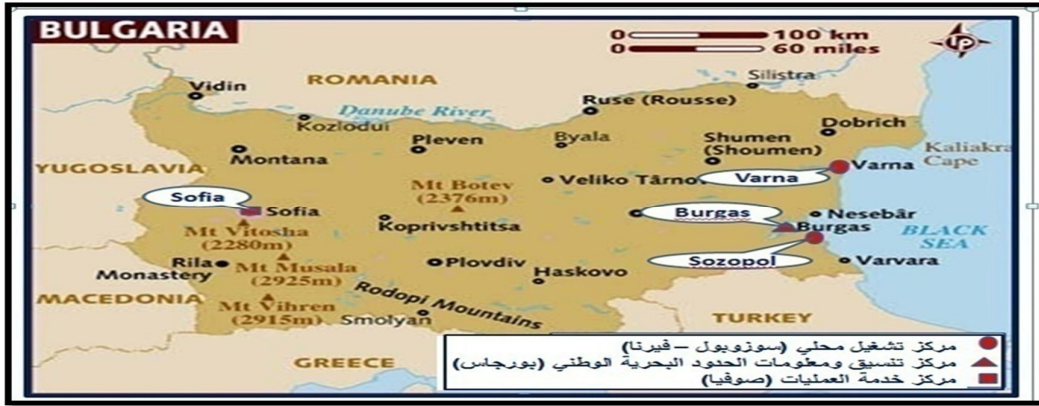 BULGARIA
0 100 km
0 60 miles
ROMANIA
Silistra
Vidin
Danube River
Ruse (Rousse)
Kozlodui
Dobrich
Pleven
Byala
Shumen
(Shoumen)
Montana
Kaliakra
Cape
YUGOSLAVIA
Varna
Varna
Mt Botev
(2376m)
Veliko Târnov
Sofia
Sofia
Burgas
Nesebâr
Koprivshtitsa
Burgas
BLACK
SEA
Mt Vitosha
(2280m)
Sozopol
Rila
Monastery
Mt Musala
(2925m)
Plovdiv
Haskovo
Varvara
MACEDONIA
Mt Vihren
(2915m)
Rodopi Mountains
Smolyan
TURKEY
GREECE
مركز تشغيل محلي (سوزوبول – فيرنا)
مركز تنسيق ومعلومات الحدود البحرية الوطني (بورجاس)
مركز خدمة العمليات (صوفيا)